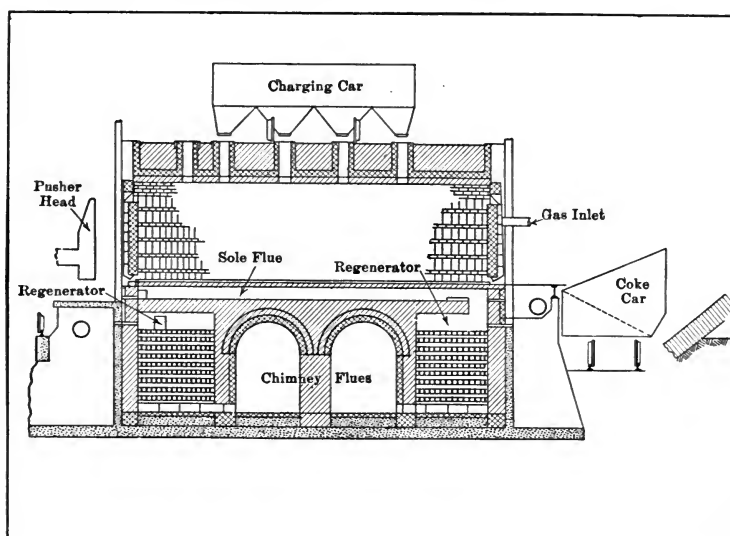 Charging Car
Pusher
Head
Gas Inlet
Sole Flue
Regenerator
Regenerator
Coke
Car
Chimney Flues